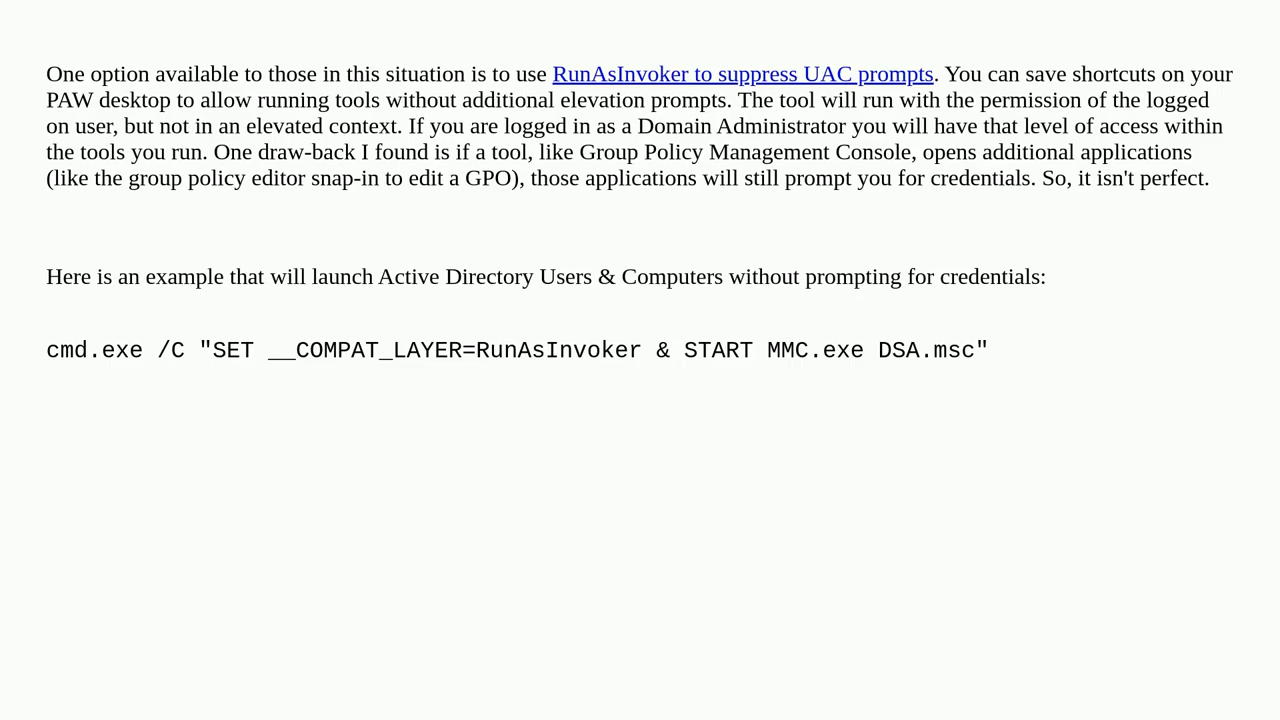 One option available to those in this situation is to use RunAsInvoker to suppress UAC prompts. You can save shortcuts on your
PAW desktop to allow running tools without additional elevation prompts. The tool will run with the permission of the logged
on user, but not in an elevated context. If you are logged in as a Domain Administrator you will have that level of access within
the tools you run. One draw-back I found is if a tool, like Group Policy Management Console, opens additional applications
(like the group policy editor snap-in to edit a GPO), those applications will still prompt you for credentials. So, it isn't perfect.
Here is an example that will launch Active Directory Users & Computers without prompting for credentials:
cmd.exe /C "SET __COMPAT_LAYER=RunAsInvoker & START MMC.exe DSA.msc"